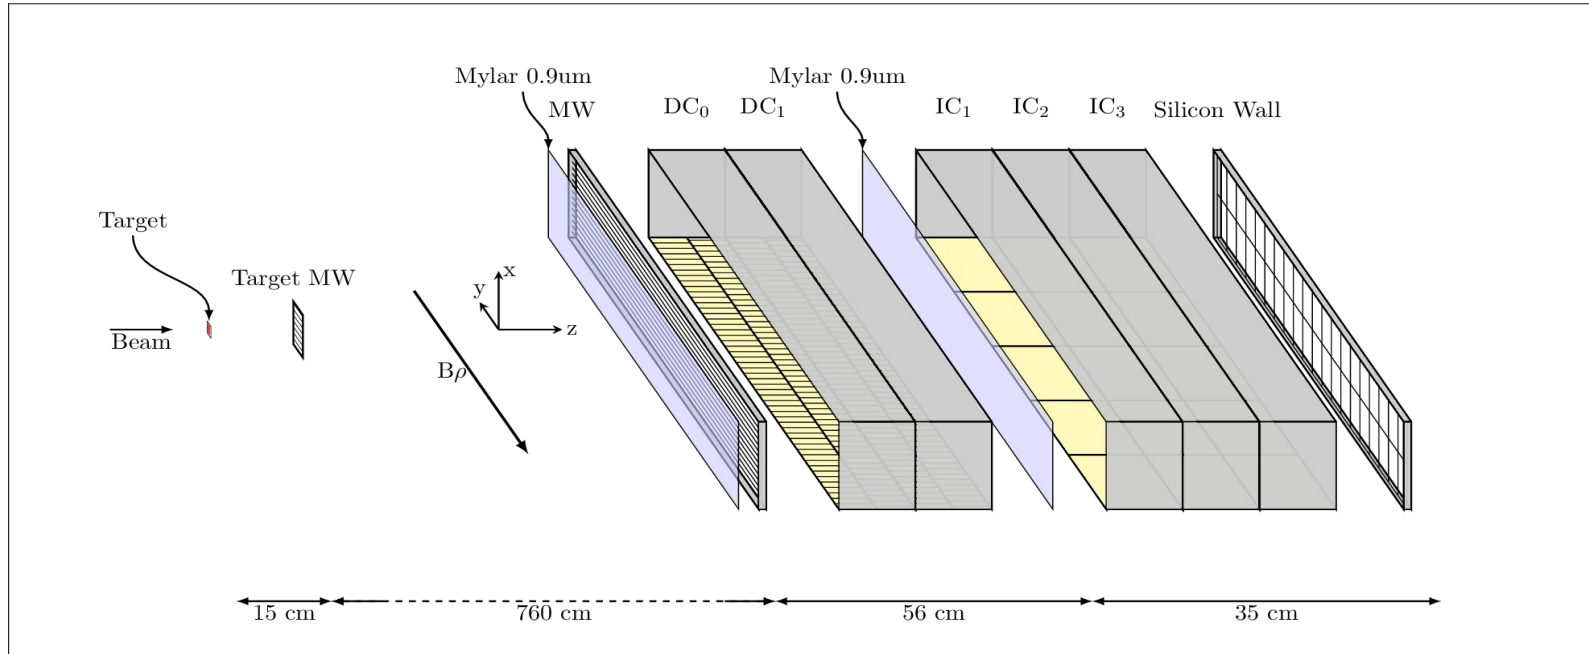 Mylar 0.9um
Mylar 0.9um
MW
DC0
DC1
IC1
IC2
IC3
Silicon Wall
Target
Target MW
x
y
z
Beam
Bρ
15 cm
760 cm
56 cm
35 cm